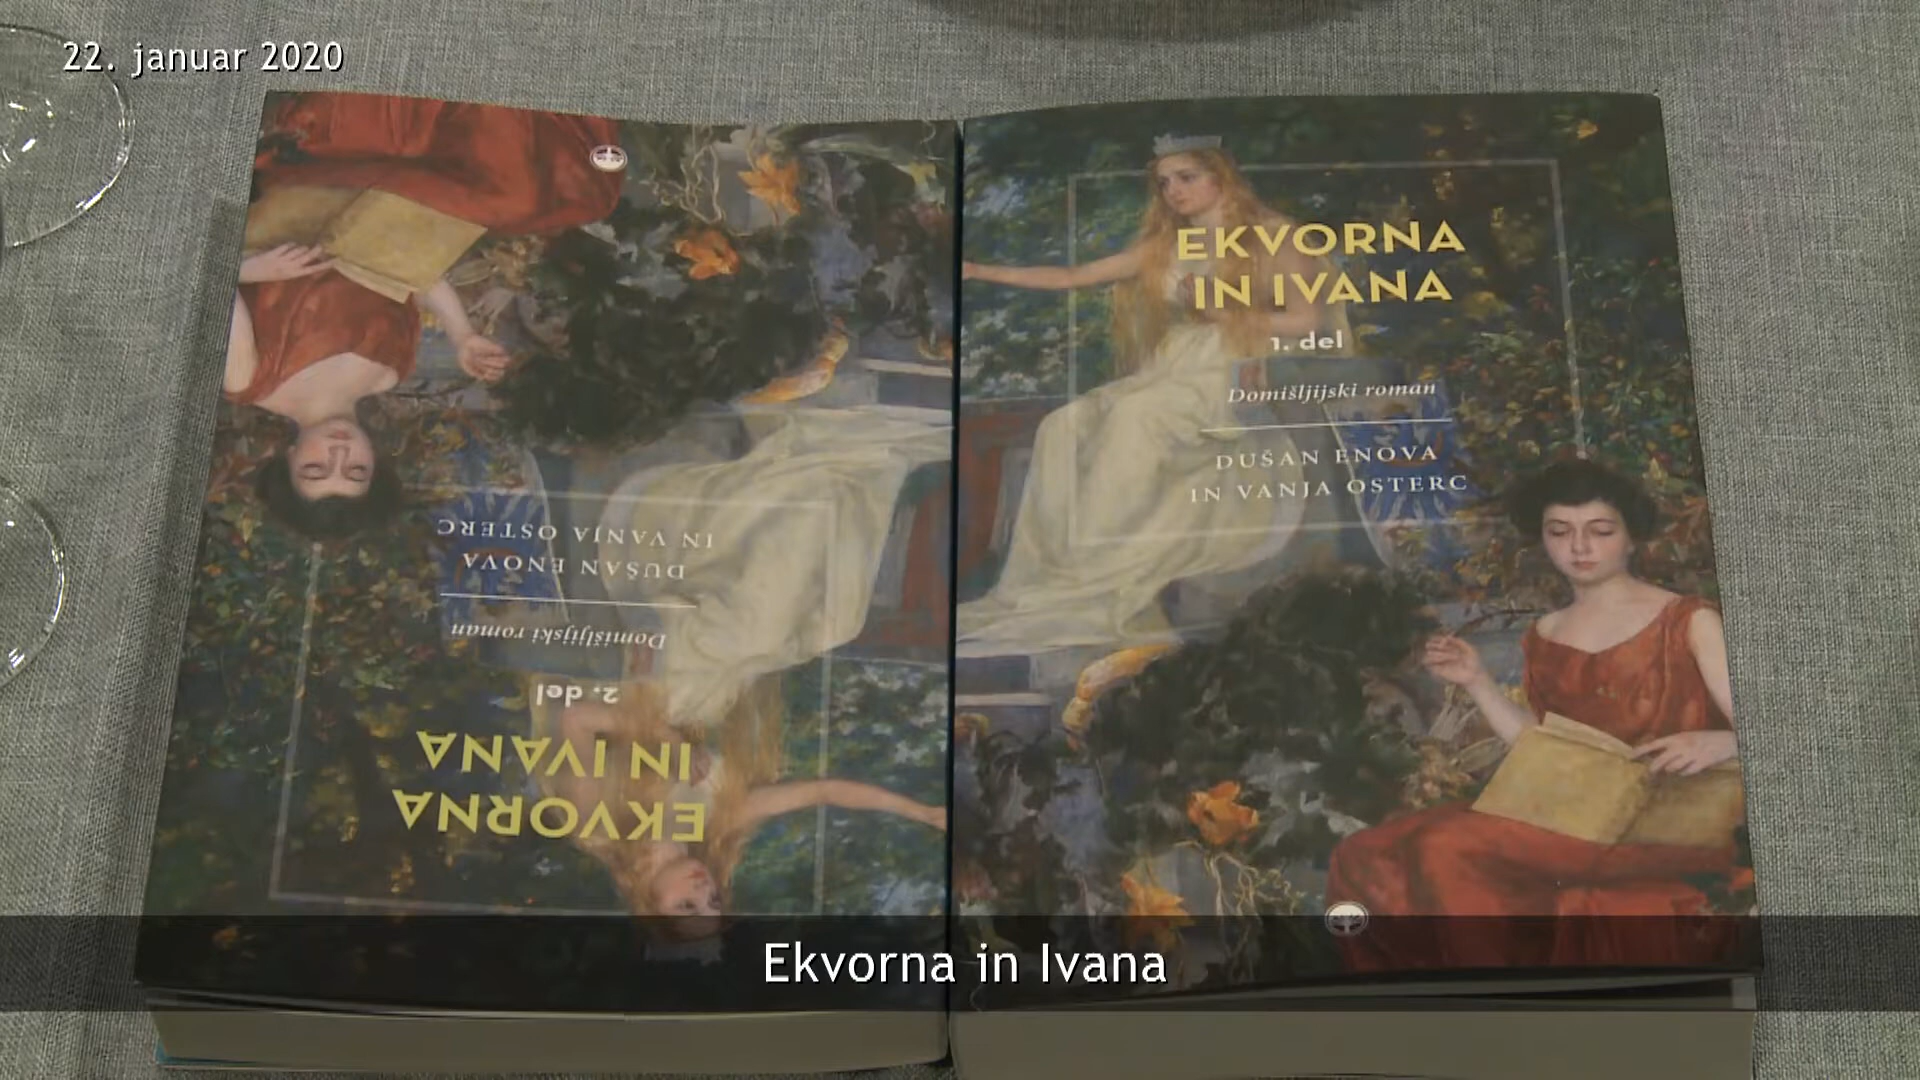 22. januar 2020
EKVORNA
IN IVANA
1. del
Domišljijski roman
DUŠAN ENOVA
IN VANJA OSTERC
EKVORNA
IN IVANA
2. del
Domišljijski roman
DUŠAN ENOVA
IN VANJA OSTERC
Ekvorna in Ivana